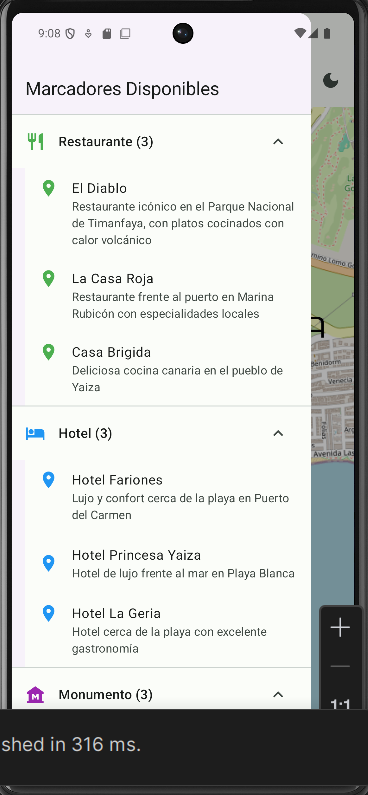 9:08
Marcadores Disponibles
Restaurante (3)
El Diablo
Restaurante icónico en el Parque Nacional
de Timanfaya, con platos cocinados con
calor volcánico
La Casa Roja
Restaurante frente al puerto en Marina
Rubicón con especialidades locales
Casa Brigida
Deliciosa cocina canaria en el pueblo de
Yaiza
Hotel (3)
Hotel Fariones
Lujo y confort cerca de la playa en Puerto
del Carmen
Hotel Princesa Yaiza
Hotel de lujo frente al mar en Playa Blanca
Hotel La Geria
Hotel cerca de la playa con excelente
gastronomía
Monumento (3)
Benidorm
Venecia
Avenida Las
1:1
shed in 316 ms.